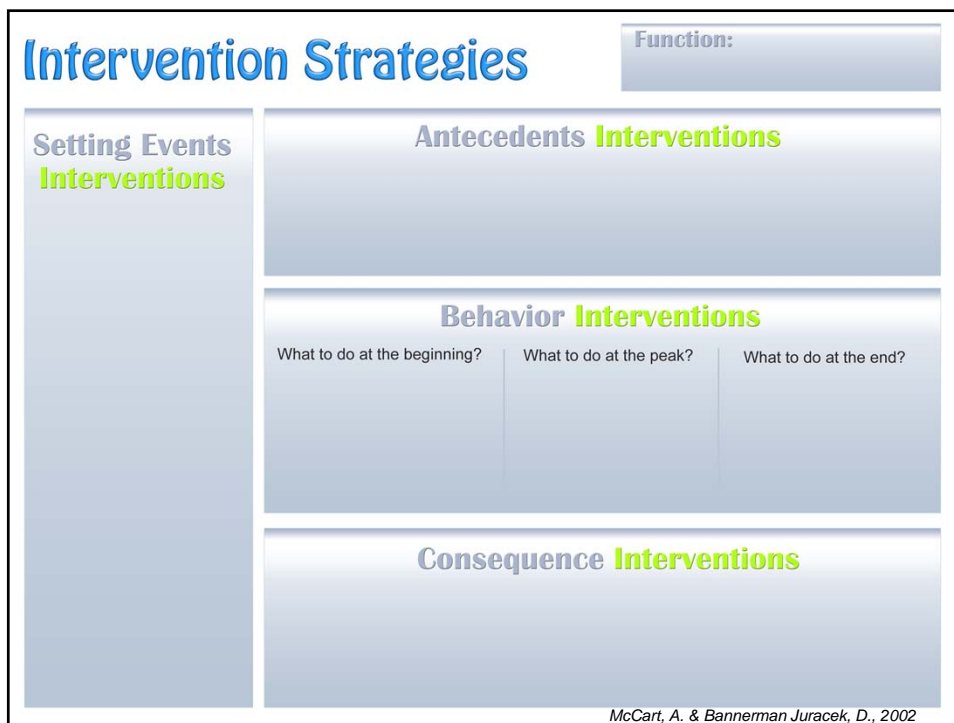 Intervention Strategies
Function:
Setting Events
Interventions
Antecedents Interventions
Behavior Interventions
What to do at the beginning?
What to do at the peak?
What to do at the end?
Consequence Interventions
McCart, A. & Bannerman Juracek, D., 2002